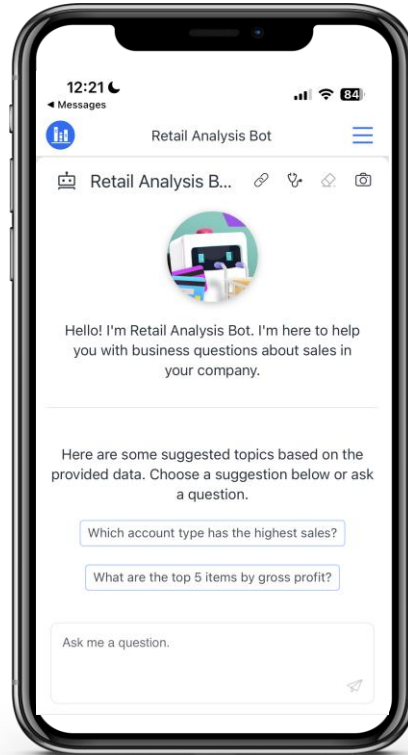 12:21
84
◀ Messages
Retail Analysis Bot
Retail Analysis B...
Hello! I'm Retail Analysis Bot. I'm here to help
you with business questions about sales in
your company.
Here are some suggested topics based on the
provided data. Choose a suggestion below or ask
a question.
Which account type has the highest sales?
What are the top 5 items by gross profit?
Ask me a question.